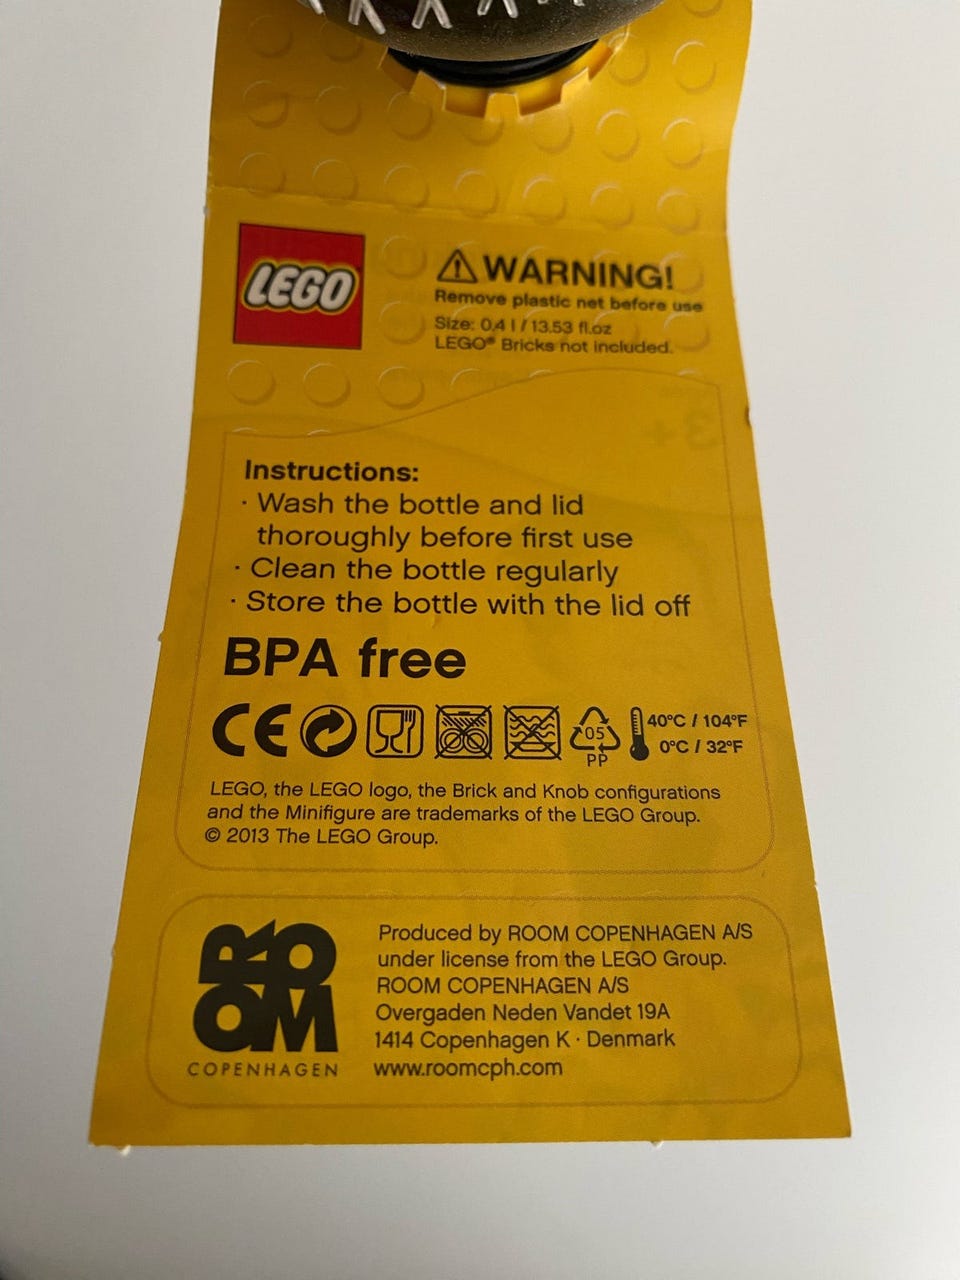 LEGO
WARNING!
Remove plastic net before use
Size: 0,4 l / 13.53 fl.oz
LEGO® Bricks not included.
Instructions:
· Wash the bottle and lid
thoroughly before first use
· Clean the bottle regularly
· Store the bottle with the lid off
BPA free
CE
05
PP
40°C / 104°F
0°C / 32°F
LEGO, the LEGO logo, the Brick and Knob configurations
and the Minifigure are trademarks of the LEGO Group.
© 2013 The LEGO Group.
ROOM
COPENHAGEN
Produced by ROOM COPENHAGEN A/S
under license from the LEGO Group.
ROOM COPENHAGEN A/S
Overgaden Neden Vandet 19A
1414 Copenhagen K · Denmark
www.roomcph.com